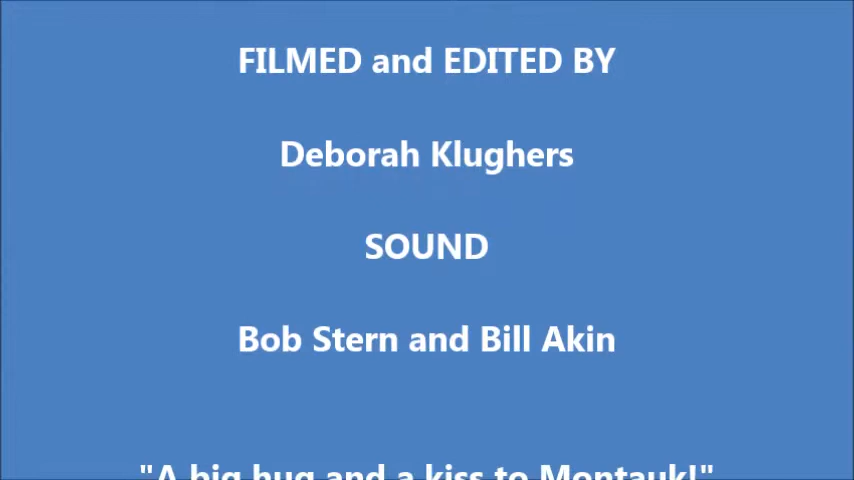 FILMED and EDITED BY
Deborah Klughers
SOUND
Bob Stern and Bill Akin
"A big hug and a kiss to Montauk!"